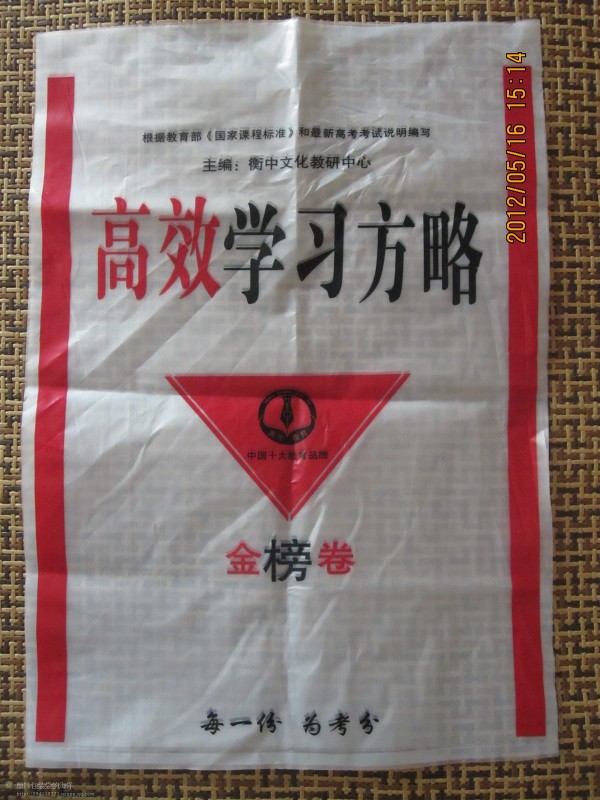 2012/05/16 15:14
根据教育部《国家课程标准》和最新高考考试说明编写
主编：衡中文化教研中心
高效学习方略
中国十大教育品牌
金榜卷
每一份 为考分